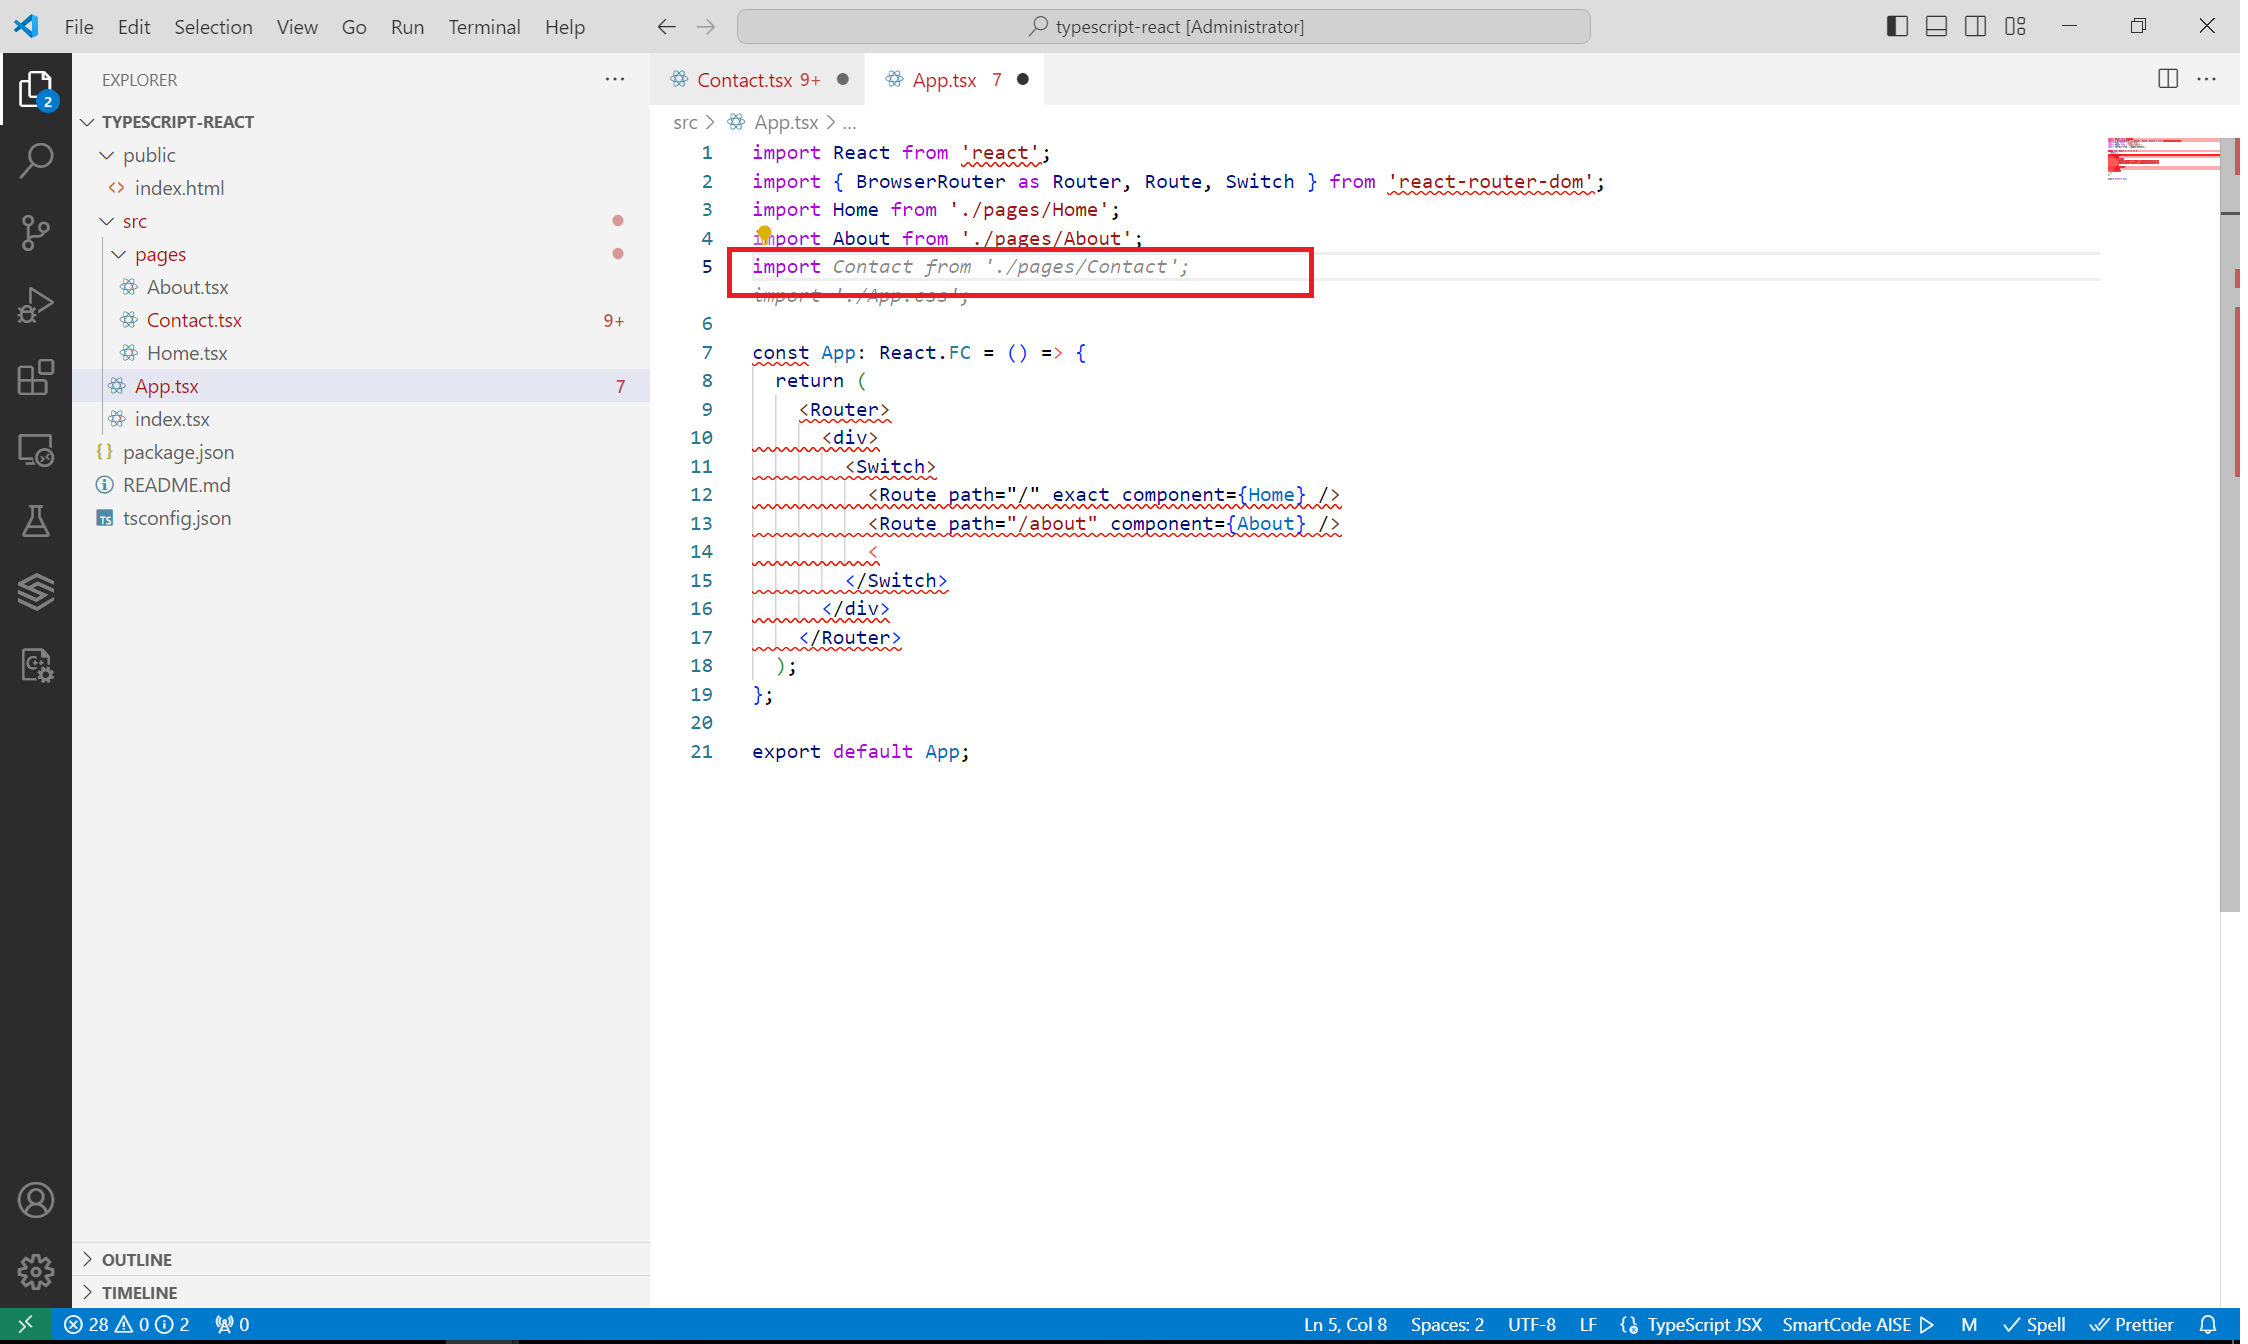 File Edit Selection View Go Run Terminal Help
typescript-react [Administrator]
2
EXPLORER
TYPESCRIPT-REACT
public
<> index.html
src
pages
About.tsx
Contact.tsx 9+
Home.tsx
App.tsx 7
index.tsx
{} package.json
README.md
TS tsconfig.json
OUTLINE
TIMELINE
Contact.tsx 9+ App.tsx 7
src > App.tsx > ...
1 import React from 'react';
2 import { BrowserRouter as Router, Route, Switch } from 'react-router-dom';
3 import Home from './pages/Home';
4 import About from './pages/About';
5 import Contact from './pages/Contact';
import './App.css';
6
7 const App: React.FC = () => {
8 return (
9 <Router>
10 <div>
11 <Switch>
12 <Route path="/" exact component={Home} />
13 <Route path="/about" component={About} />
14 <
15 </Switch>
16 </div>
17 </Router>
18 );
19 };
20
21 export default App;
28 0 2 0 Ln 5, Col 8 Spaces: 2 UTF-8 LF TypeScript JSX SmartCode AISE M Spell Prettier